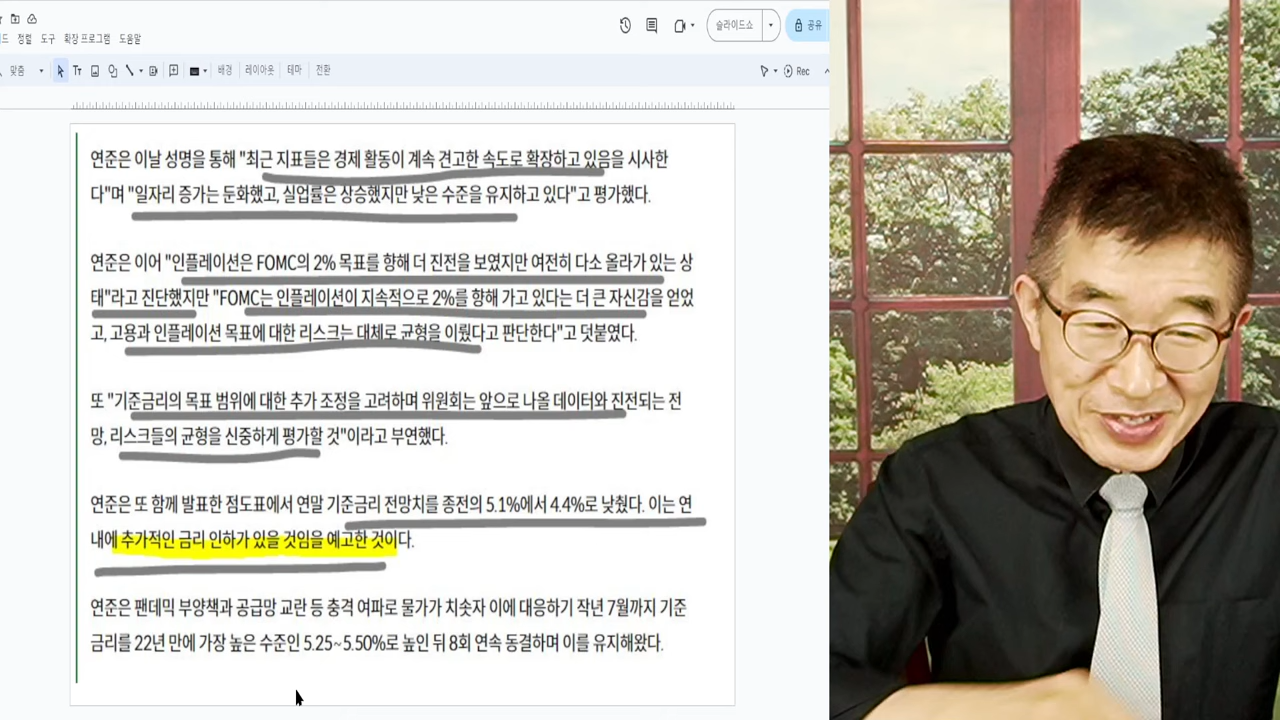 정렬 도구 확장 프로그램 도움말
슬라이드쇼
공유
맞춤
Tт
배경 레이아웃 테마 전환
Rec
연준은 이날 성명을 통해 "최근 지표들은 경제 활동이 계속 견고한 속도로 확장하고 있음을 시사한
다"며 "일자리 증가는 둔화했고, 실업률은 상승했지만 낮은 수준을 유지하고 있다"고 평가했다.
연준은 이어 "인플레이션은 FOMC의 2% 목표를 향해 더 진전을 보였지만 여전히 다소 올라가 있는 상
태"라고 진단했지만 "FOMC는 인플레이션이 지속적으로 2%를 향해 가고 있다는 더 큰 자신감을 얻었
고, 고용과 인플레이션 목표에 대한 리스크는 대체로 균형을 이뤘다고 판단한다"고 덧붙였다.
또 "기준금리의 목표 범위에 대한 추가 조정을 고려하며 위원회는 앞으로 나올 데이터와 진전되는 전
망, 리스크들의 균형을 신중하게 평가할 것"이라고 부연했다.
연준은 또 함께 발표한 점도표에서 연말 기준금리 전망치를 종전의 5.1%에서 4.4%로 낮췄다. 이는 연
내에 추가적인 금리 인하가 있을 것임을 예고한 것이다.
연준은 팬데믹 부양책과 공급망 교란 등 충격 여파로 물가가 치솟자 이에 대응하기 작년 7월까지 기준
금리를 22년 만에 가장 높은 수준인 5.25~5.50%로 높인 뒤 8회 연속 동결하며 이를 유지해왔다.